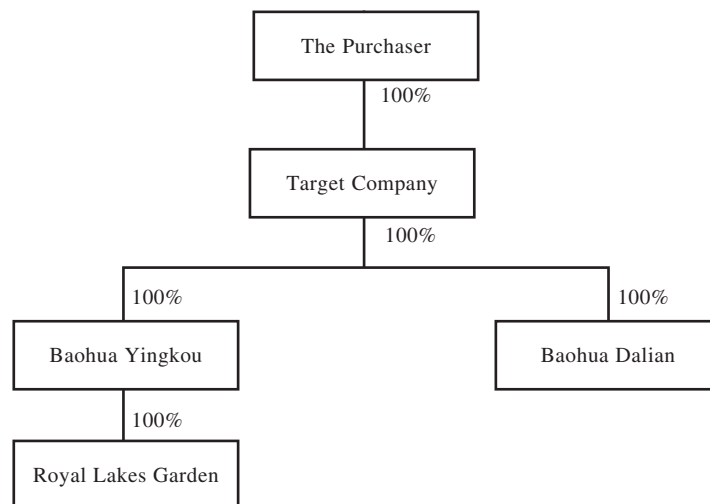 The Purchaser
100%
Target Company
100%
100%
100%
Baohua Yingkou
Baohua Dalian
100%
Royal Lakes Garden